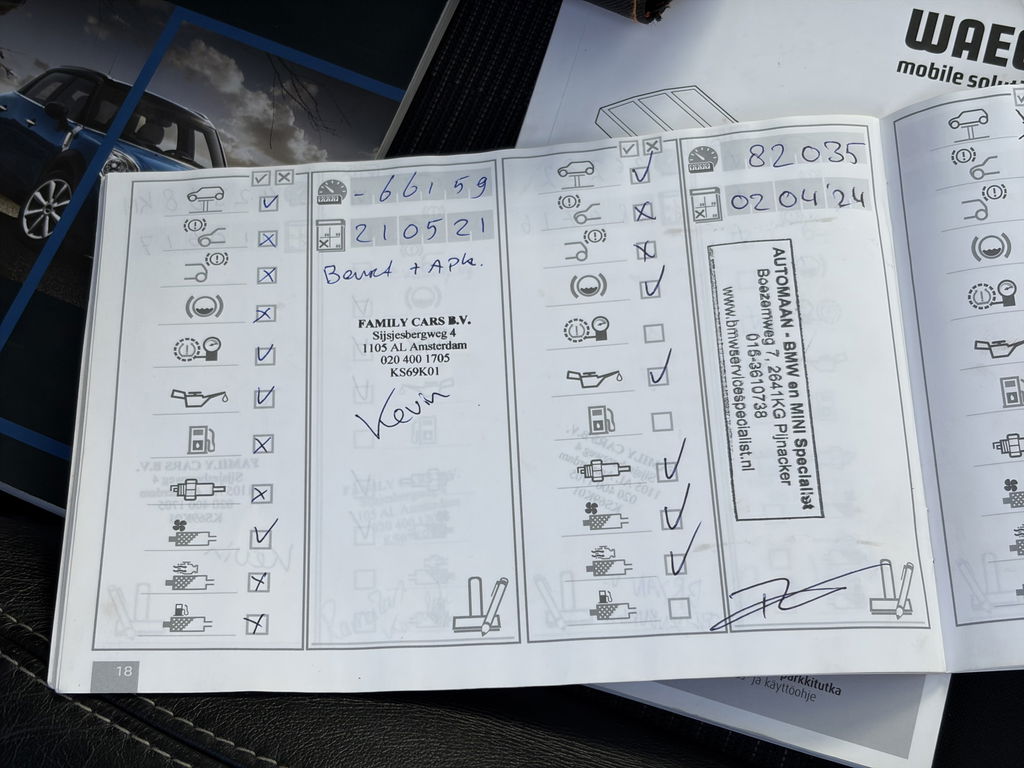 WAEC
mobile soluti
- 66159
210521
Beurt + Apk.
FAMILY CARS B.V.
Sijsjesbergweg 4
1105 AL Amsterdam
020 400 1705
KS69K01
Kevin
82035
02 04 '24
AUTOMAAN - BMW en MINI Specialist
Boezemweg 7, 2641KG Pijnacker
015-3610738
www.bmwservicespecialist.nl
18
parkkitutka
ja käyttöohje